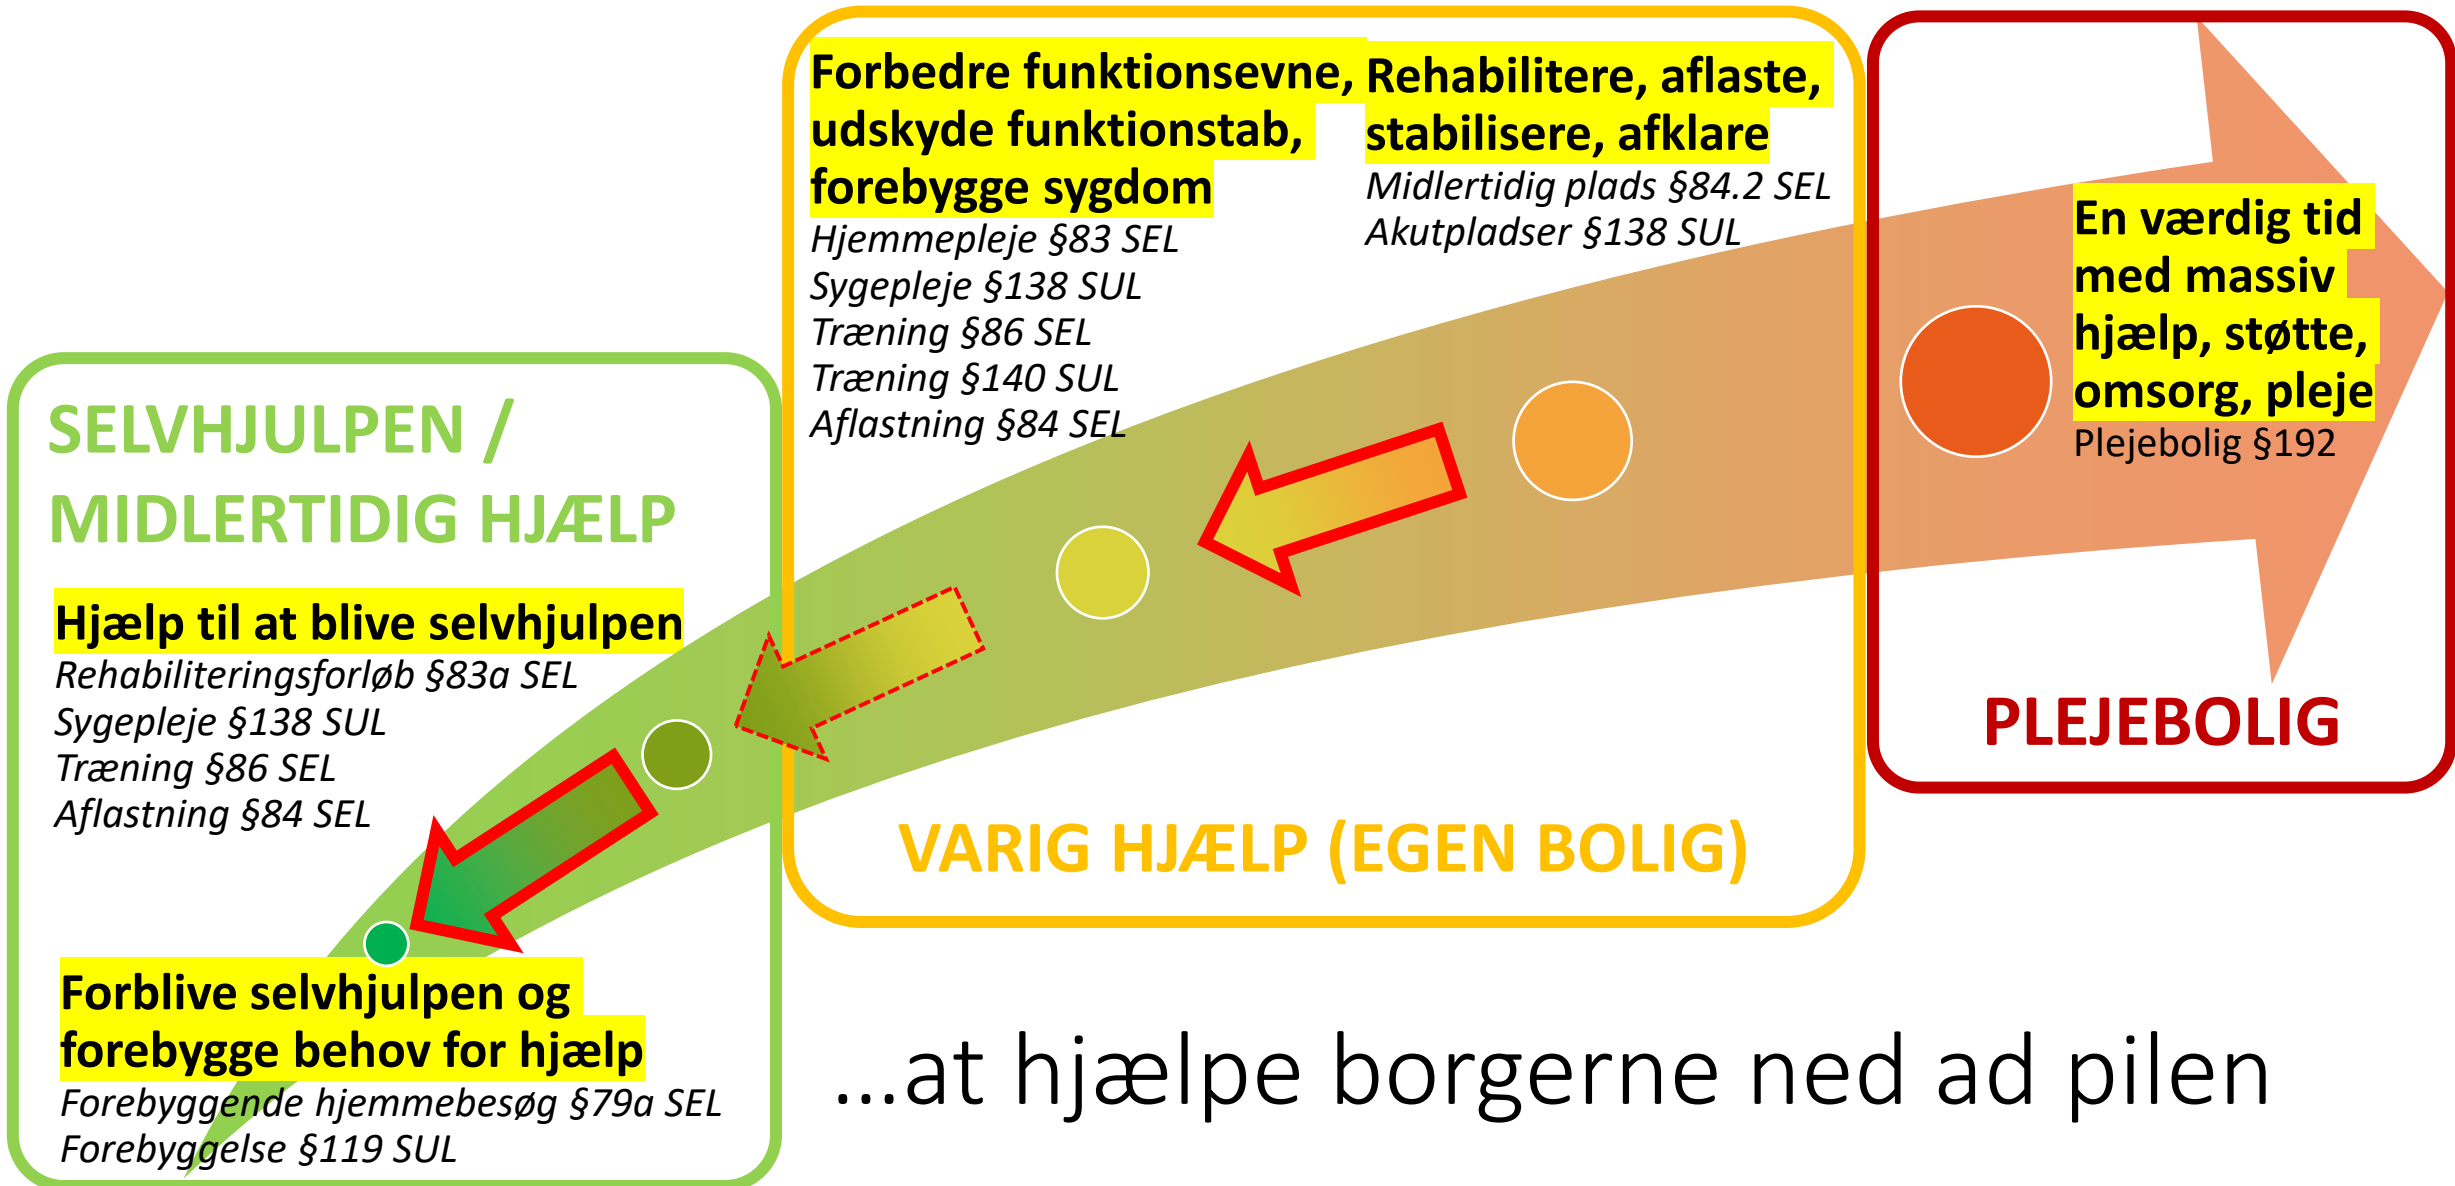 SELVHJULPEN /
MIDLERTIDIG HJÆLP
Hjælp til at blive selvhjulpen
Rehabiliteringsforløb §83a SEL
Sygepleje §138 SUL
Træning §86 SEL
Aflastning §84 SEL
Forblive selvhjulpen og
forebygge behov for hjælp
Forebyggende hjemmebesøg §79a SEL
Forebyggelse §119 SUL
Forbedre funktionsevne,
udskyde funktionstab,
forebygge sygdom
Hjemmepleje §83 SEL
Sygepleje §138 SUL
Træning §86 SEL
Træning §140 SUL
Aflastning §84 SEL
Rehabilitere, aflaste,
stabilisere, afklare
Midlertidig plads §84.2 SEL
Akutpladser §138 SUL
VARIG HJÆLP (EGEN BOLIG)
En værdig tid
med massiv
hjælp, støtte,
omsorg, pleje
Plejebolig §192
PLEJEBOLIG
...at hjælpe borgerne ned ad pilen